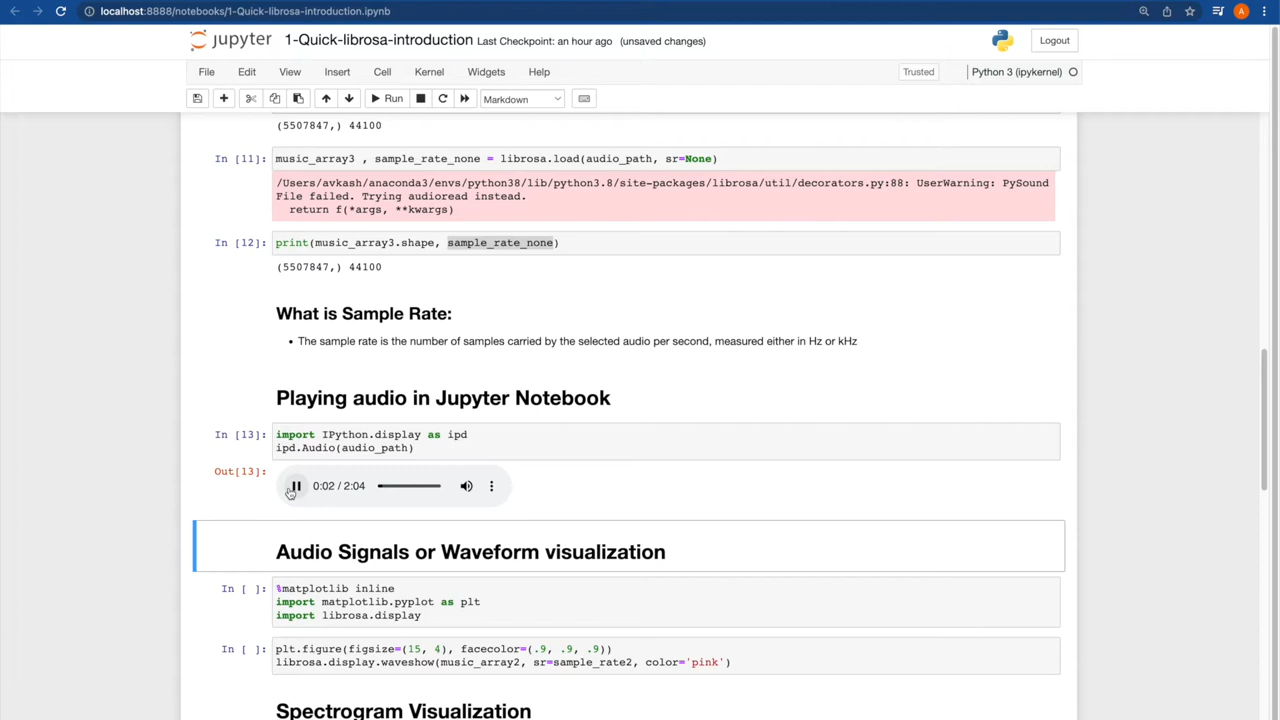 localhost:8888/notebooks/1-Quick-librosa-introduction.ipynb
A
jupyter 1-Quick-librosa-introduction Last Checkpoint: an hour ago (unsaved changes)
Logout
File Edit View Insert Cell Kernel Widgets Help
Trusted
Python 3 (ipykernel)
Run
Markdown
(5507847,) 44100
In [11]: music_array3 , sample_rate_none = librosa.load(audio_path, sr=None)
/Users/avkash/anaconda3/envs/python38/lib/python3.8/site-packages/librosa/util/decorators.py:88: UserWarning: PySound
File failed. Trying audioread instead.
return f(*args, **kwargs)
In [12]: print(music_array3.shape, sample_rate_none)
(5507847,) 44100
What is Sample Rate:
• The sample rate is the number of samples carried by the selected audio per second, measured either in Hz or kHz
Playing audio in Jupyter Notebook
In [13]: import IPython.display as ipd
ipd.Audio(audio_path)
Out[13]:
0:02 / 2:04
Audio Signals or Waveform visualization
In [ ]: %matplotlib inline
import matplotlib.pyplot as plt
import librosa.display
In [ ]: plt.figure(figsize=(15, 4), facecolor=(.9, .9, .9))
librosa.display.waveshow(music_array2, sr=sample_rate2, color='pink')
Spectrogram Visualization